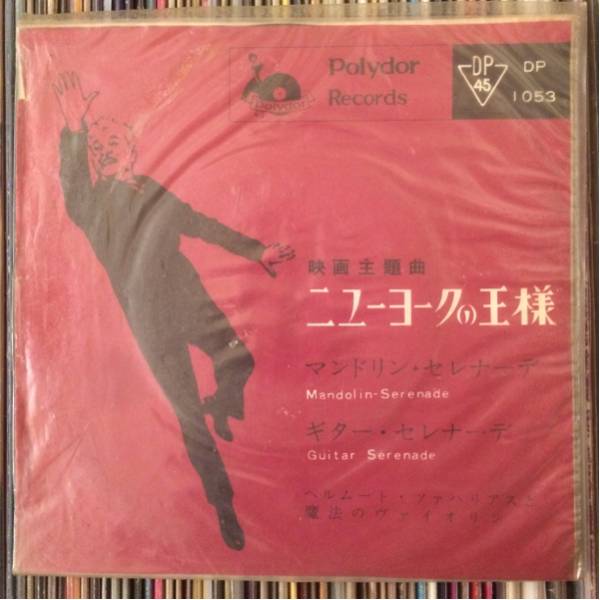 Polydor
Records
polydor
DP
45
DP
1053
映画主題曲
ニューヨークの王様
マンドリン・セレナーデ
Mandolin-Serenade
ギター・セレナーデ
Guitar Serenade
ヘルムート・ツァハリアスと
魔法のヴァイオリン